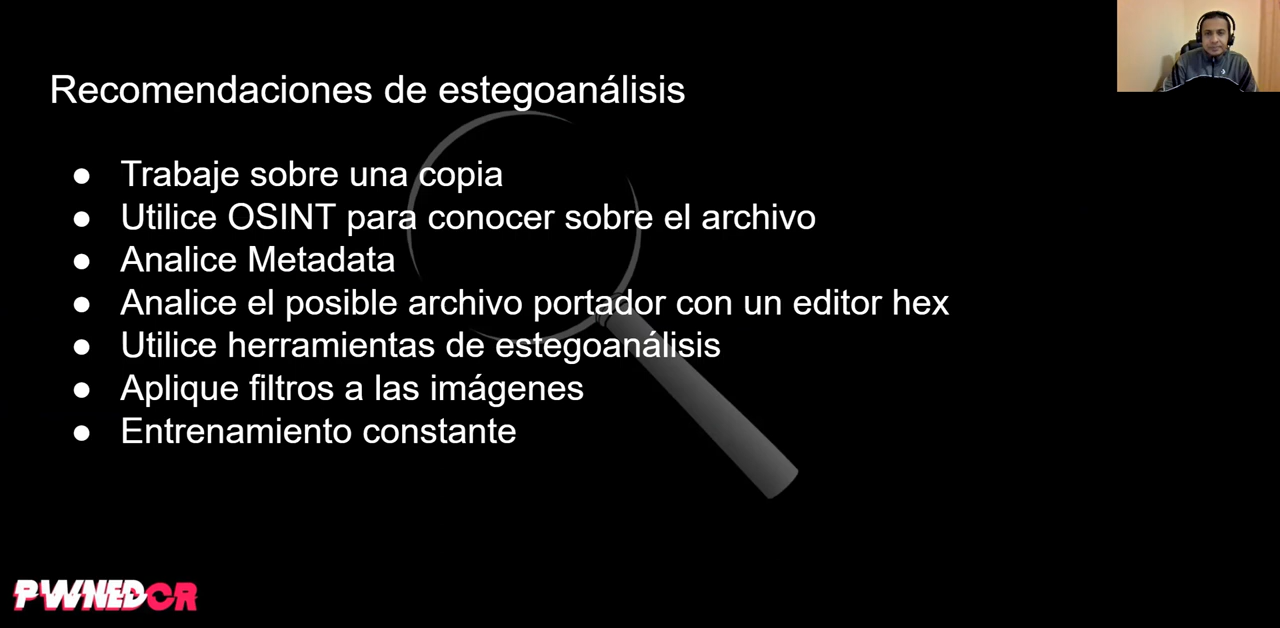 Recomendaciones de estegoanálisis
● Trabaje sobre una copia
● Utilice OSINT para conocer sobre el archivo
● Analice Metadata
● Analice el posible archivo portador con un editor hex
● Utilice herramientas de estegoanálisis
● Aplique filtros a las imágenes
● Entrenamiento constante
PWNEDCR